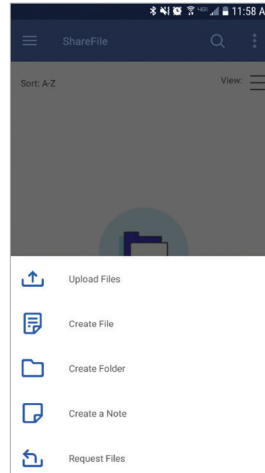 11:58 A
ShareFile
Sort: A-Z
View:
Upload Files
Create File
Create Folder
Create a Note
Request Files